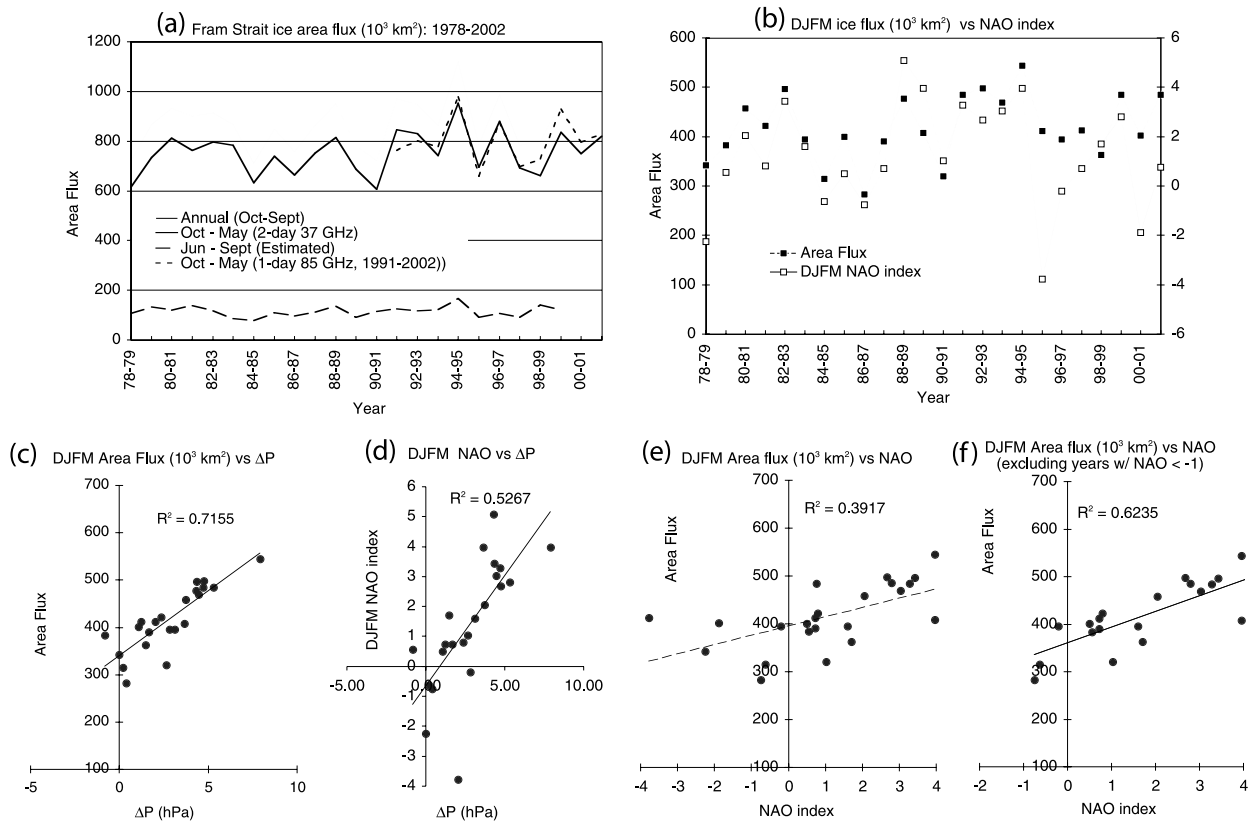 (a)
Fram Strait ice area flux (10³ km²): 1978-2002
1200
1000
800
600
400
200
0
Area Flux
Annual (Oct-Sept)
Oct - May (2-day 37 GHz)
Jun - Sept (Estimated)
Oct - May (1-day 85 GHz, 1991-2002))
78-79
80-81
82-83
84-85
86-87
88-89
90-91
92-93
94-95
96-97
98-99
00-01
Year
(b)
DJFM ice flux (10³ km²) vs NAO index
600
500
400
300
200
100
0
Area Flux
6
4
2
0
-2
-4
-6
Area Flux
DJFM NAO index
78-79
80-81
82-83
84-85
86-87
88-89
90-91
92-93
94-95
96-97
98-99
00-01
Year
(c)
DJFM Area Flux (10³ km²) vs ΔP
700
600
500
400
300
200
100
Area Flux
R² = 0.7155
-5
0
5
10
ΔP (hPa)
(d)
DJFM NAO vs ΔP
6
5
4
3
2
1
0
-1
-2
-3
-4
DJFM NAO index
R² = 0.5267
-5.00
0.00
5.00
10.00
ΔP (hPa)
(e)
DJFM Area flux (10³ km²) vs NAO
R² = 0.3917
Area Flux
700
600
500
400
300
200
100
-4
-3
-2
-1
0
1
2
3
4
NAO index
(f)
DJFM Area flux (10³ km²) vs NAO
(excluding years w/ NAO < -1)
R² = 0.6235
Area Flux
700
600
500
400
300
200
100
-2
-1
0
1
2
3
4
NAO index